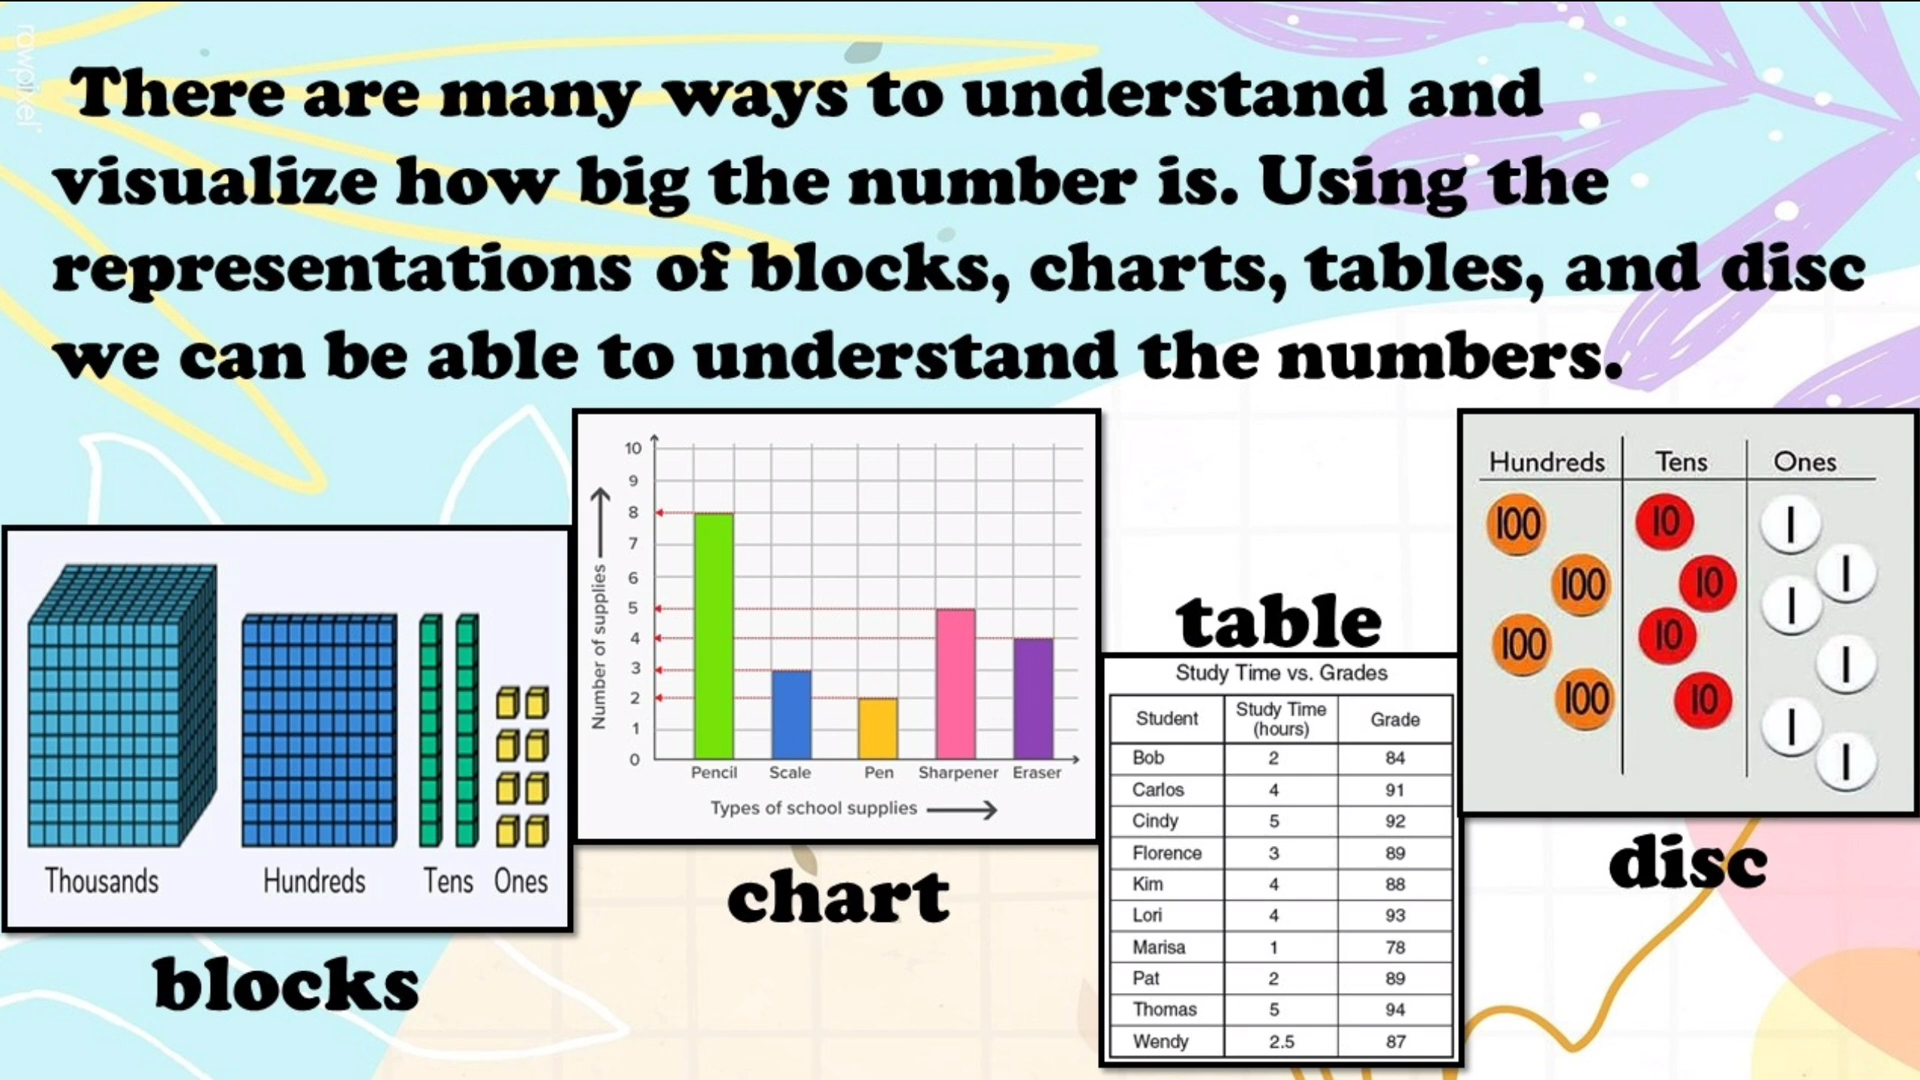 rawpixel
There are many ways to understand and
visualize how big the number is. Using the
representations of blocks, charts, tables, and disc
we can be able to understand the numbers.
Thousands Hundreds Tens Ones
blocks
10
9
8
7
6
5
4
3
2
1
0
Number of supplies
Pencil Scale Pen Sharpener Eraser
Types of school supplies
chart
table
Study Time vs. Grades
Student Study Time (hours) Grade
Bob 2 84
Carlos 4 91
Cindy 5 92
Florence 3 89
Kim 4 88
Lori 4 93
Marisa 1 78
Pat 2 89
Thomas 5 94
Wendy 2.5 87
Hundreds Tens Ones
100 10 1
100 10 1
100 10 1
100 10 1
1
1
disc